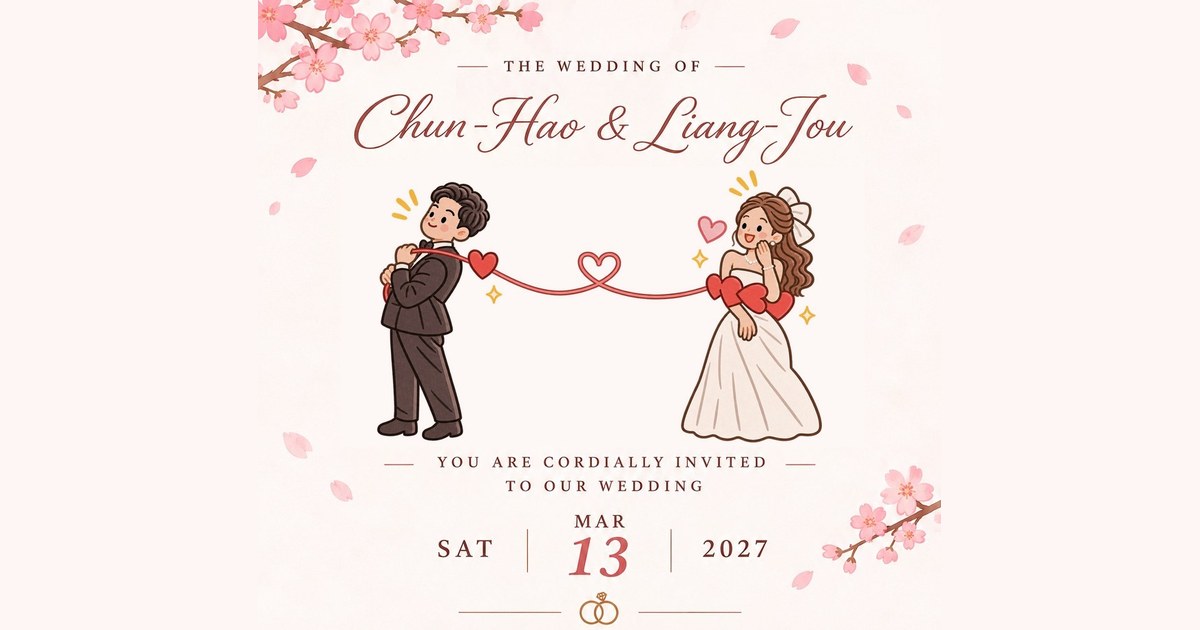 THE WEDDING OF
Chun-Hao & Liang-Jou
YOU ARE CORDIALLY INVITED
TO OUR WEDDING
MAR
SAT 13 2027